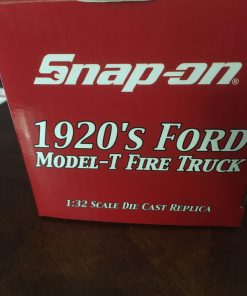 Snap-on®
1920's Ford
Model-T Fire Truck
1:32 Scale Die Cast Replica